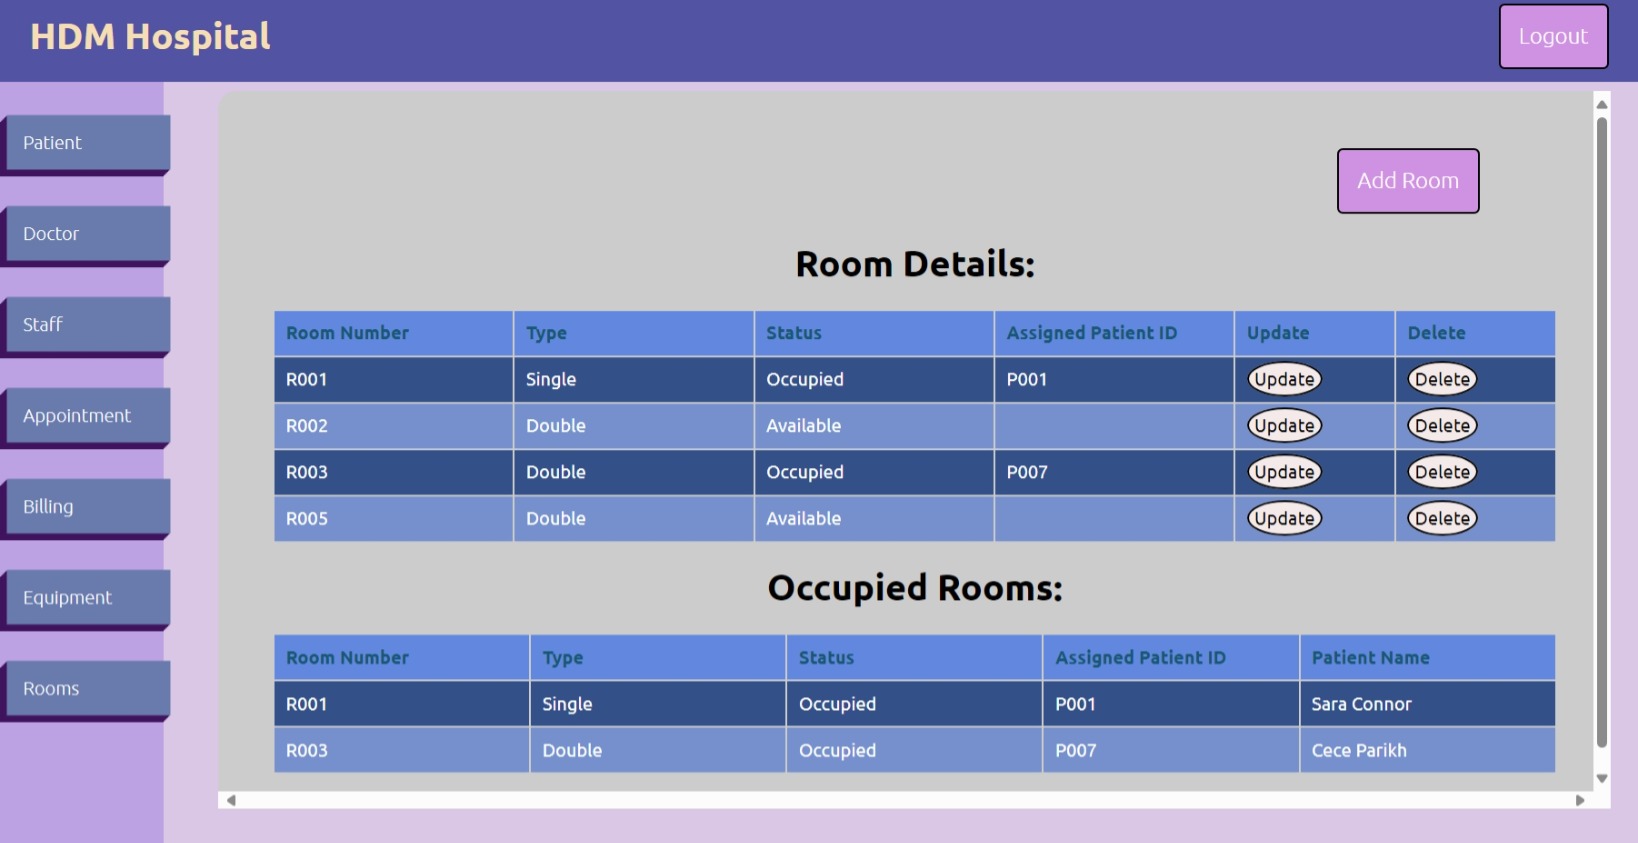 HDM Hospital
Logout
Patient
Doctor
Staff
Appointment
Billing
Equipment
Rooms
Add Room
Room Details:
Room Number Type Status Assigned Patient ID Update Delete
R001 Single Occupied P001 Update Delete
R002 Double Available Update Delete
R003 Double Occupied P007 Update Delete
R005 Double Available Update Delete
Occupied Rooms:
Room Number Type Status Assigned Patient ID Patient Name
R001 Single Occupied P001 Sara Connor
R003 Double Occupied P007 Cece Parikh